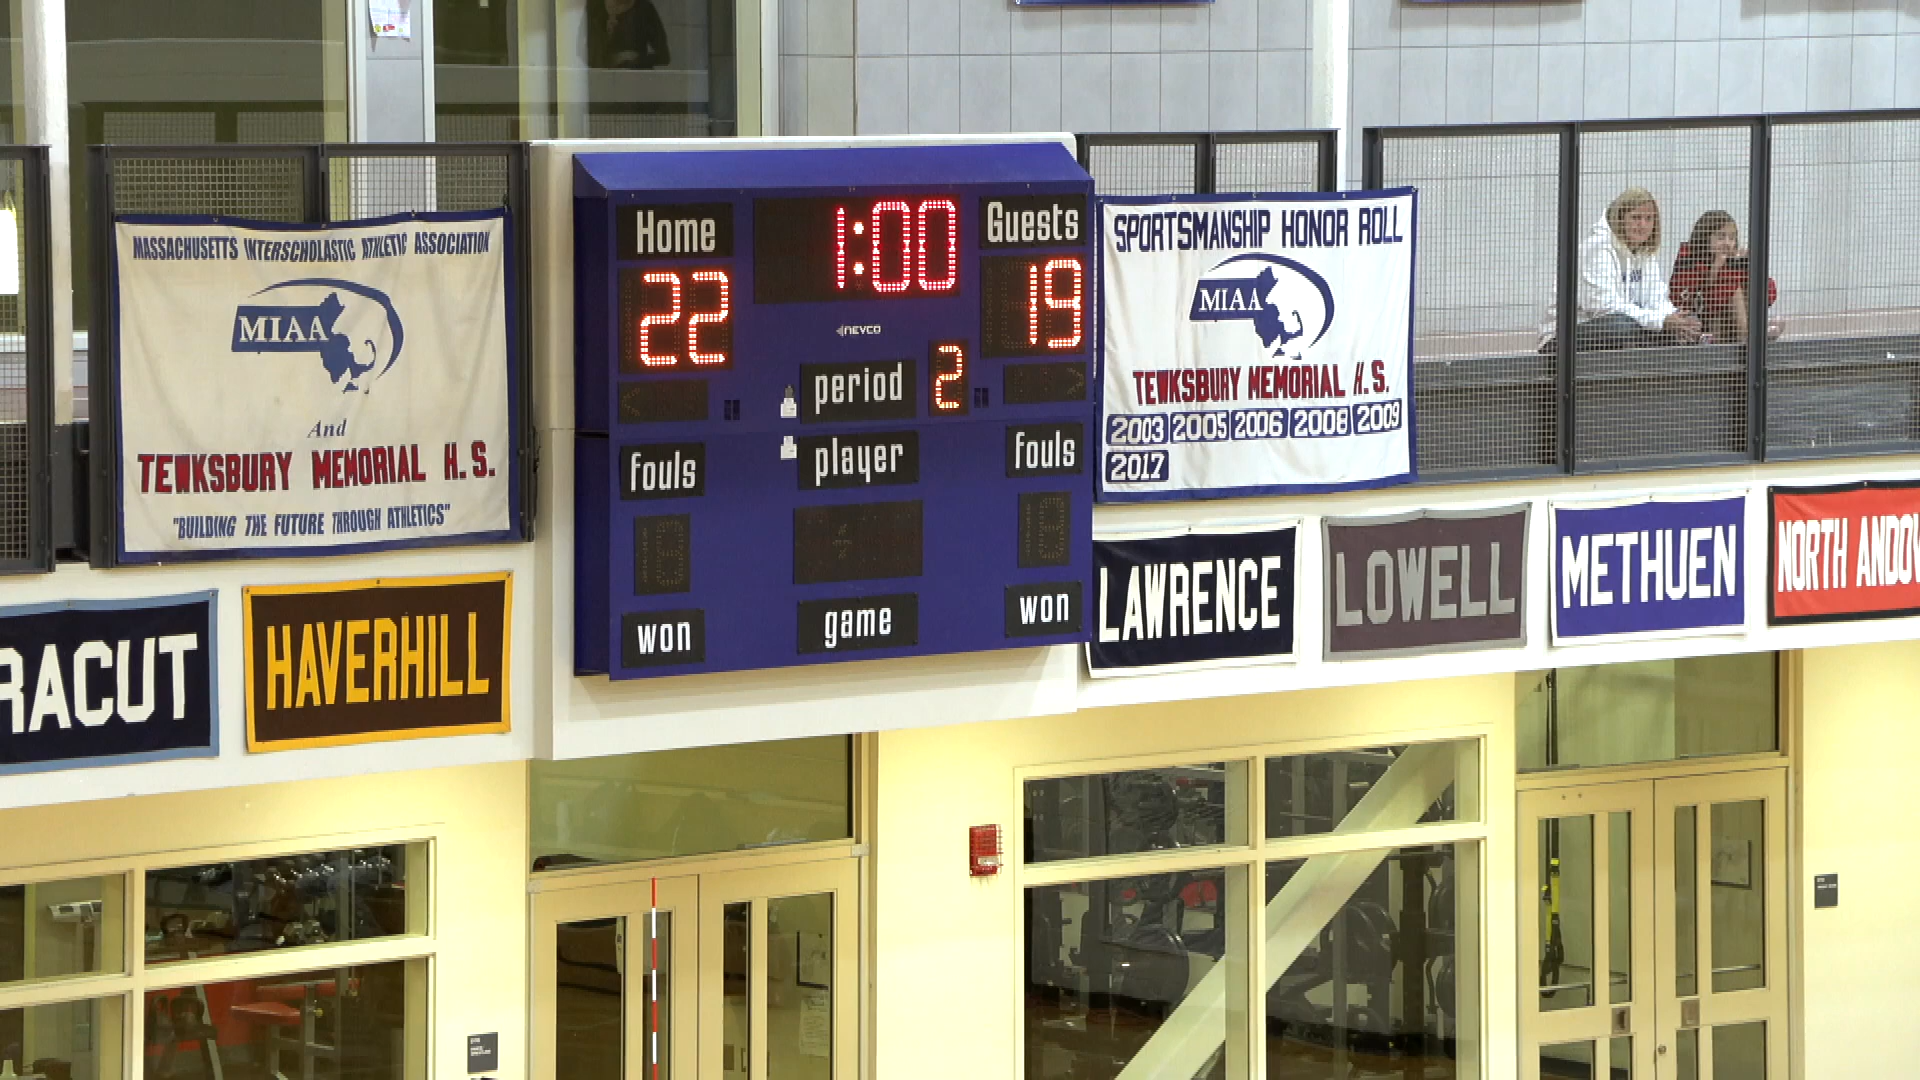 MASSACHUSETTS INTERSCHOLASTIC ATHLETIC ASSOCIATION
MIAA
And
TEWKSBURY MEMORIAL H.S.
"BUILDING THE FUTURE THROUGH ATHLETICS"
Home
1:00
Guests
22
19
NEVCO
period
2
fouls
player
fouls
won
game
won
SPORTSMANSHIP HONOR ROLL
MIAA
TEWKSBURY MEMORIAL H.S.
2003 2005 2006 2008 2009
2017
RACUT
HAVERHILL
LAWRENCE
LOWELL
METHUEN
NORTH ANDOV